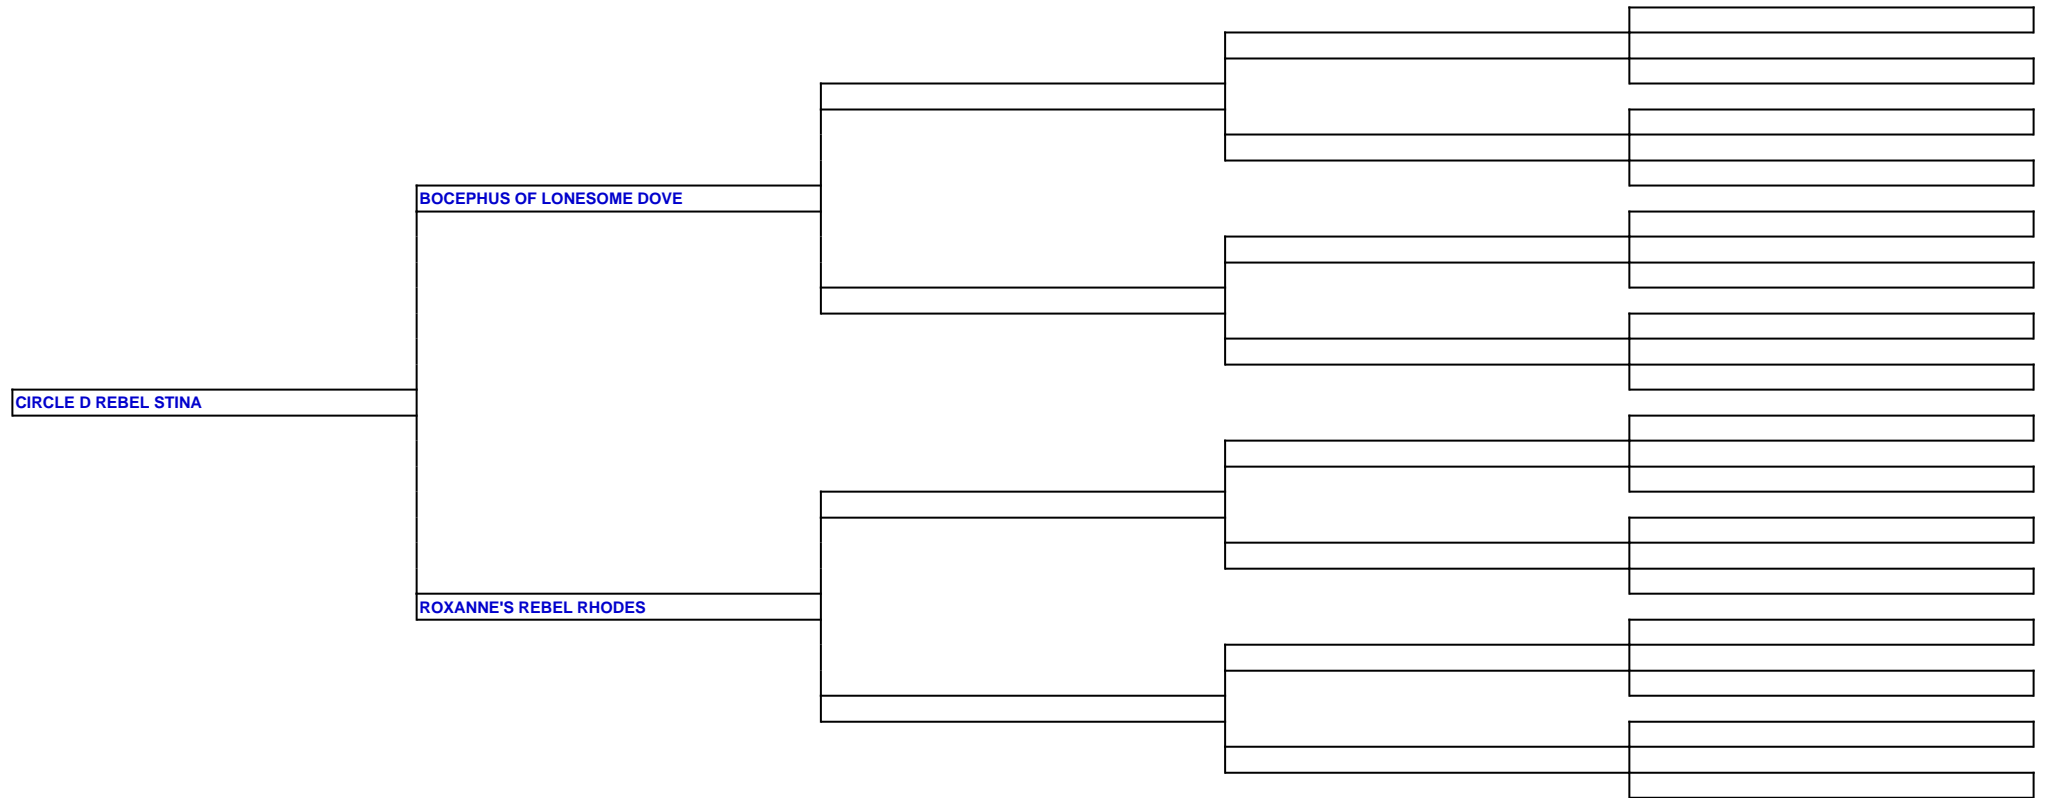 BOCEPHUS OF LONESOME DOVE
CIRCLE D REBEL STINA
ROXANNE'S REBEL RHODES